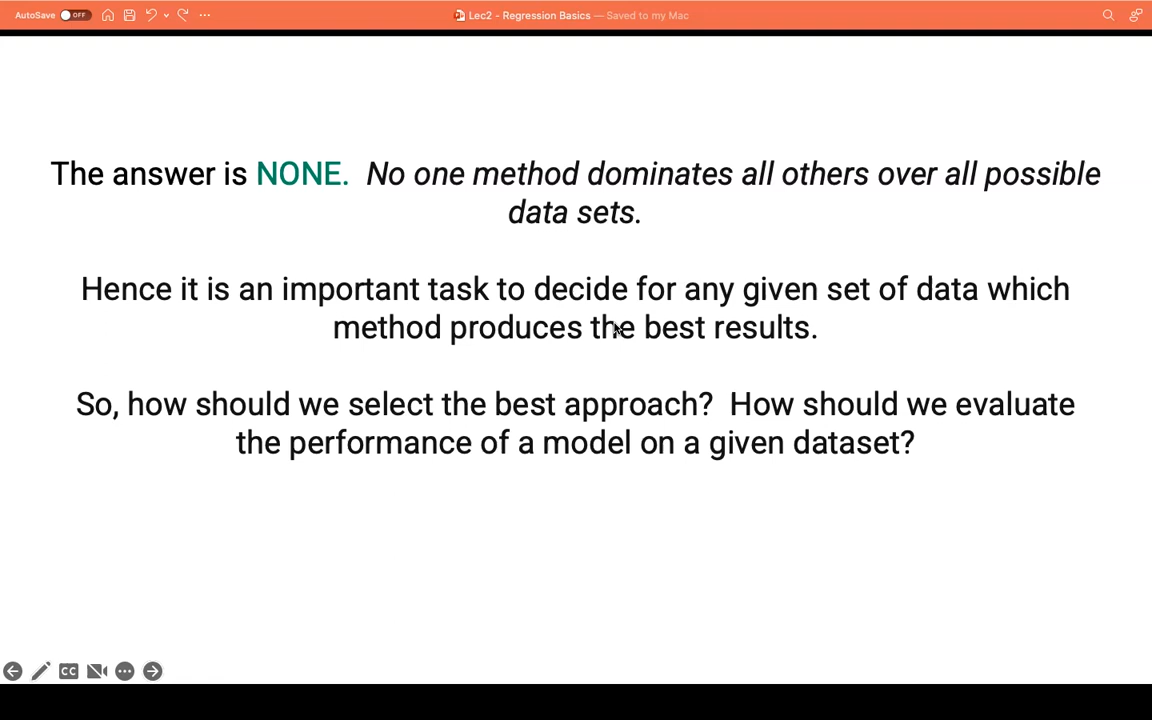 AutoSave OFF
Lec2 - Regression Basics — Saved to my Mac
The answer is NONE. No one method dominates all others over all possible
data sets.
Hence it is an important task to decide for any given set of data which
method produces the best results.
So, how should we select the best approach? How should we evaluate
the performance of a model on a given dataset?
CC